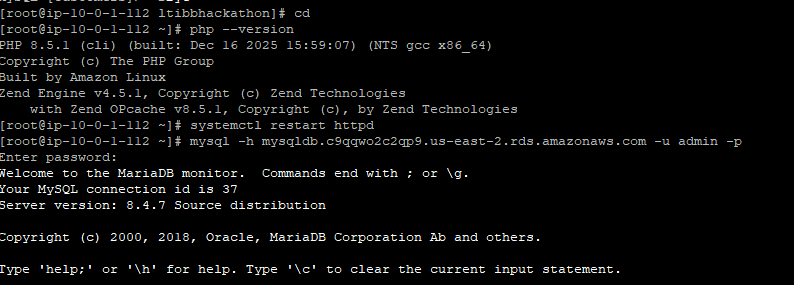 [root@ip-10-0-1-112 ltibbhackathon]# cd
[root@ip-10-0-1-112 ~]# php --version
PHP 8.5.1 (cli) (built: Dec 16 2025 15:59:07) (NTS gcc x86_64)
Copyright (c) The PHP Group
Built by Amazon Linux
Zend Engine v4.5.1, Copyright (c) Zend Technologies
    with Zend OPcache v8.5.1, Copyright (c), by Zend Technologies
[root@ip-10-0-1-112 ~]# systemctl restart httpd
[root@ip-10-0-1-112 ~]# mysql -h mysqldb.c9qqwo2c2qp9.us-east-2.rds.amazonaws.com -u admin -p
Enter password:
Welcome to the MariaDB monitor.  Commands end with ; or \g.
Your MySQL connection id is 37
Server version: 8.4.7 Source distribution

Copyright (c) 2000, 2018, Oracle, MariaDB Corporation Ab and others.

Type 'help;' or '\h' for help. Type '\c' to clear the current input statement.